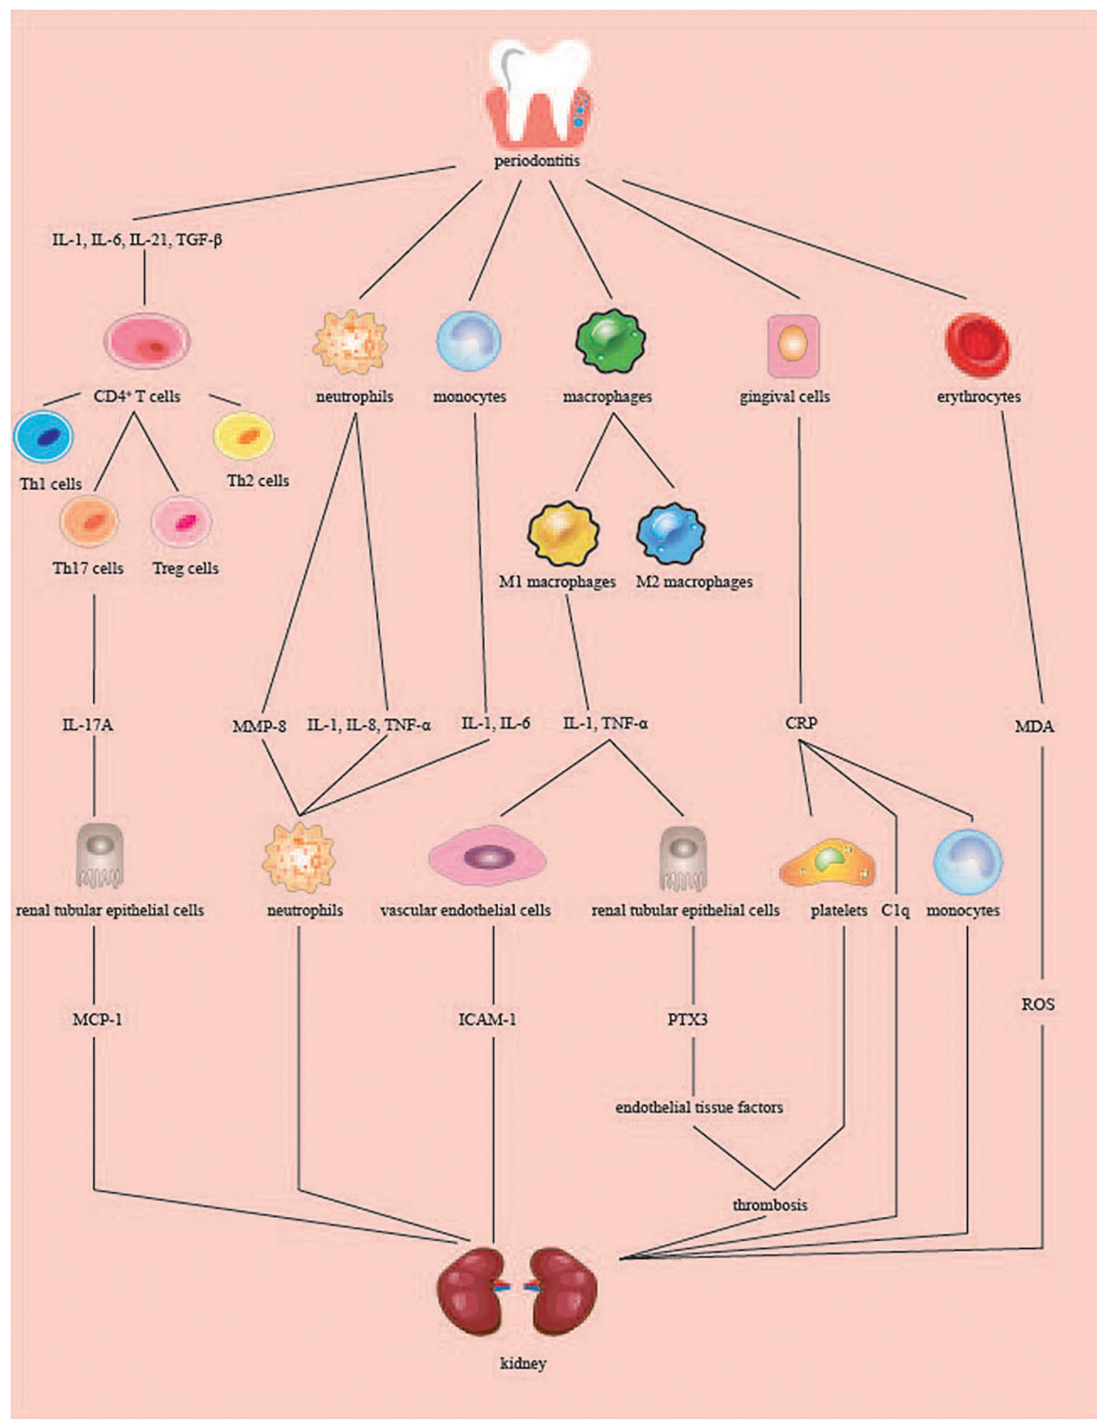 periodontitis
IL-1, IL-6, IL-21, TGF-β
CD4⁺ T cells
neutrophils
monocytes
macrophages
gingival cells
erythrocytes
Th1 cells
Th2 cells
Th17 cells
Treg cells
M1 macrophages
M2 macrophages
IL-17A
MMP-8
IL-1, IL-8, TNF-α
IL-1, IL-6
IL-1, TNF-α
CRP
MDA
renal tubular epithelial cells
neutrophils
vascular endothelial cells
renal tubular epithelial cells
platelets
C1q
monocytes
MCP-1
ICAM-1
PTX3
ROS
endothelial tissue factors
thrombosis
kidney